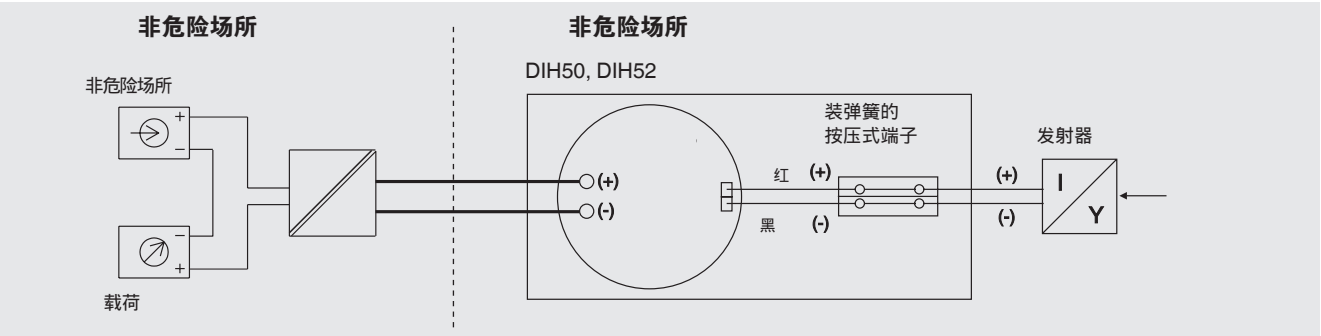 非危险场所
非危险场所
DIH50, DIH52
非危险场所
+
−
−
+
载荷
(+)
(-)
红
黑
(+)
(-)
装弹簧的
按压式端子
(+)
(-)
发射器
I
Y